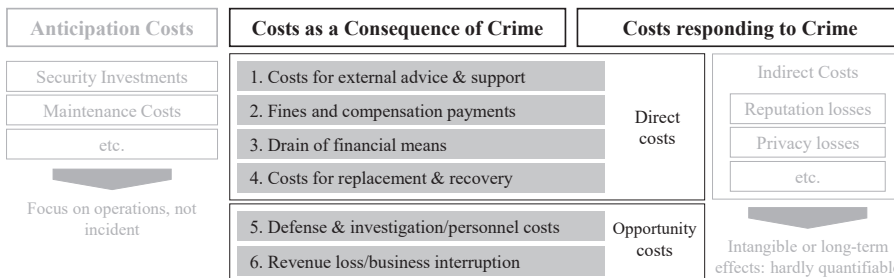 Anticipation Costs
Costs as a Consequence of Crime
Costs responding to Crime
Security Investments
Maintenance Costs
etc.
Focus on operations, not
incident
1. Costs for external advice & support
2. Fines and compensation payments
3. Drain of financial means
4. Costs for replacement & recovery
Direct
costs
5. Defense & investigation/personnel costs
6. Revenue loss/business interruption
Opportunity
costs
Indirect Costs
Reputation losses
Privacy losses
etc.
Intangible or long-term
effects: hardly quantifiable